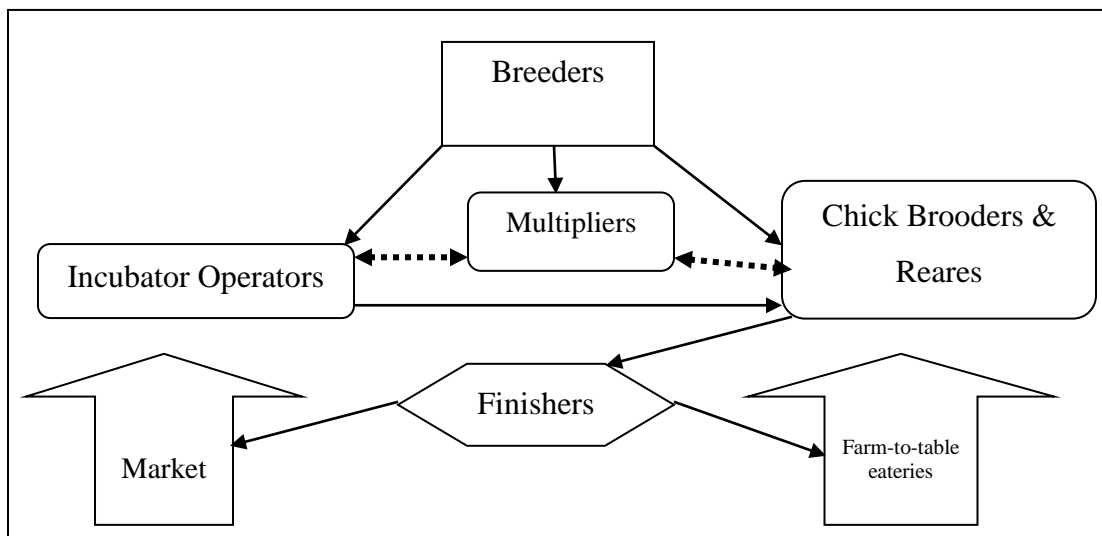 Breeders
Multipliers
Chick Brooders &
Reares
Incubator Operators
Finishers
Market
Farm-to-table
eateries